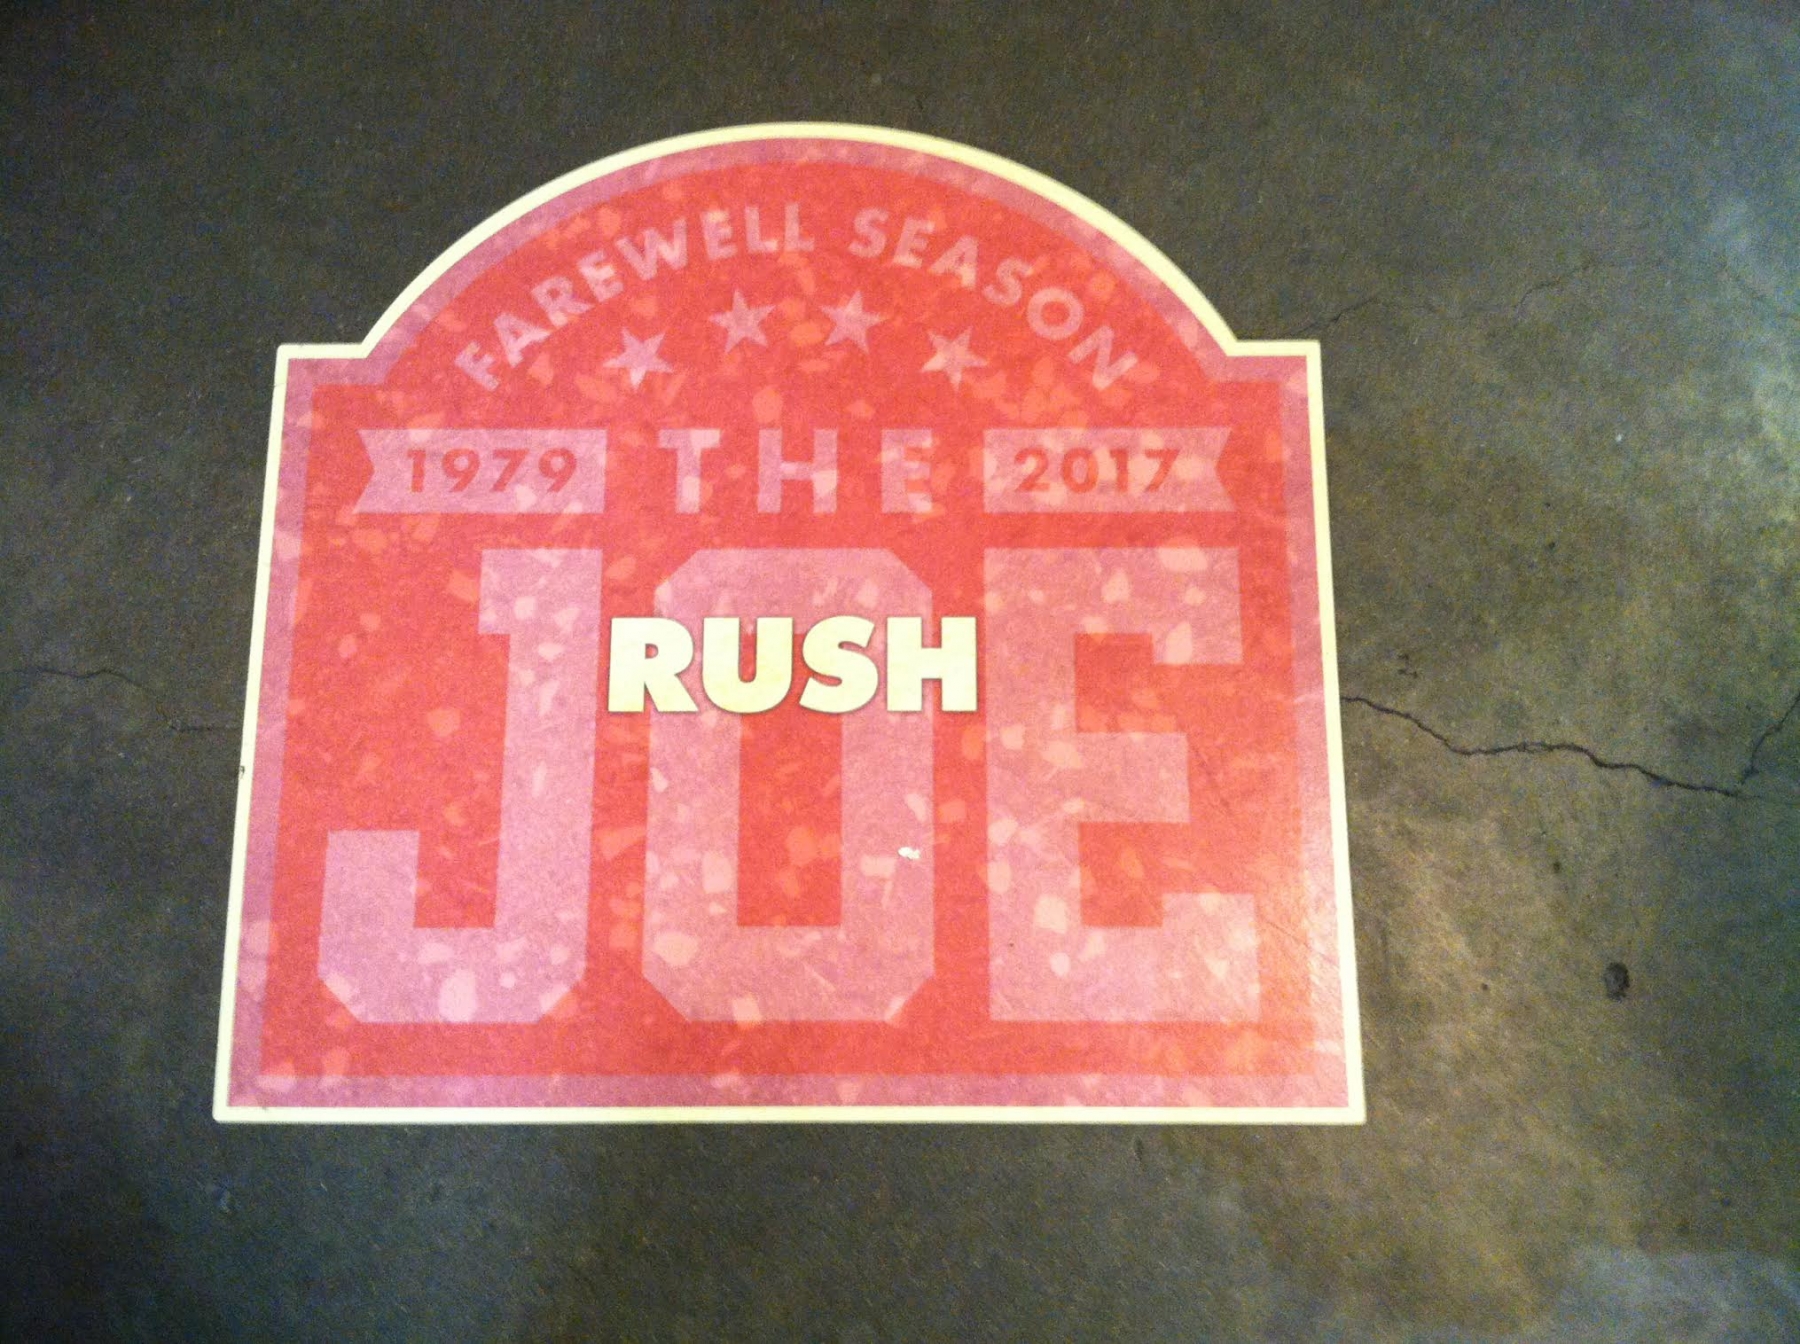 FAREWELL SEASON
1979 THE 2017
JOE
RUSH